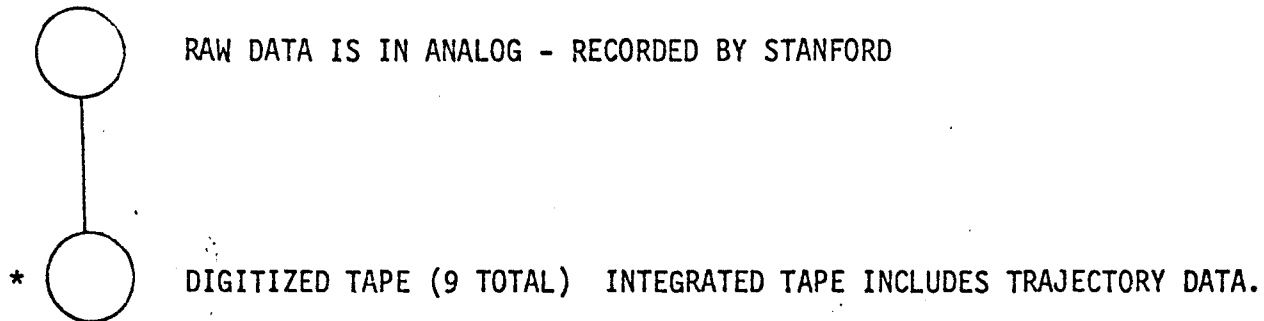 RAW DATA IS IN ANALOG - RECORDED BY STANFORD
* DIGITIZED TAPE (9 TOTAL) INTEGRATED TAPE INCLUDES TRAJECTORY DATA.